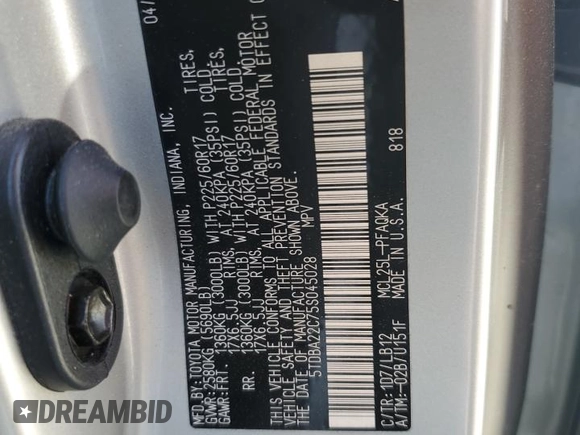 04/
MFD.BY:TOYOTA MOTOR MANUFACTURING, INDIANA, INC.
GVWR:2580KG (5690LB)
GAWR:FRT. 1360KG (3000LB) WITH P225/60R17 TIRES,
17X6.5JJ RIMS, AT 240KPA (35PSI) COLD
RR. 1360KG (3000LB) WITH P225/60R17 TIRES,
17X6.5JJ RIMS, AT 240KPA (35PSI) COLD
THIS VEHICLE CONFORMS TO ALL APPLICABLE FEDERAL MOTOR
VEHICLE SAFETY AND THEFT PREVENTION STANDARDS IN EFFECT O
THE DATE OF MANUFACTURE SHOWN ABOVE.
5TDBA22C75S045028 MPV
C/TR:1D7/LB12 MCL25L-PFAQKA
A/TM:-02B/U151F MADE IN U.S.A.
818
DREAMBID